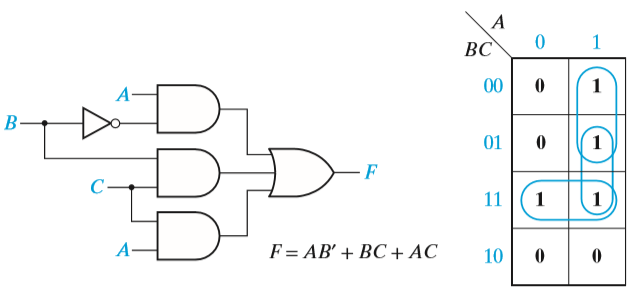 A
BC
0 1
00 0 1
A
B
01 0 1
F
C
11 1 1
A
F = AB′ + BC + AC
10 0 0